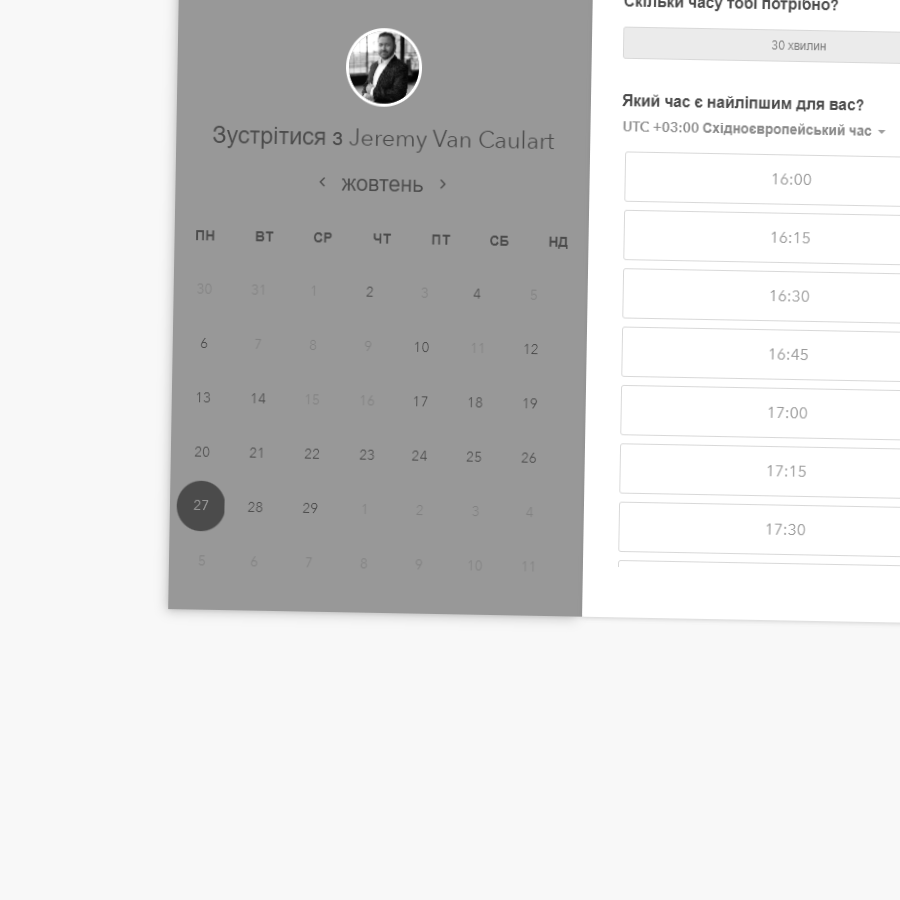 Зустрітися з Jeremy Van Caulart
‹ жовтень ›
ПН ВТ СР ЧТ ПТ СБ НД
30 31 1 2 3 4 5
6 7 8 9 10 11 12
13 14 15 16 17 18 19
20 21 22 23 24 25 26
27 28 29 1 2 3 4
5 6 7 8 9 10 11
Скільки часу тобі потрібно?
30 хвилин
Який час є найліпшим для вас?
UTC +03:00 Східноєвропейський час
16:00
16:15
16:30
16:45
17:00
17:15
17:30